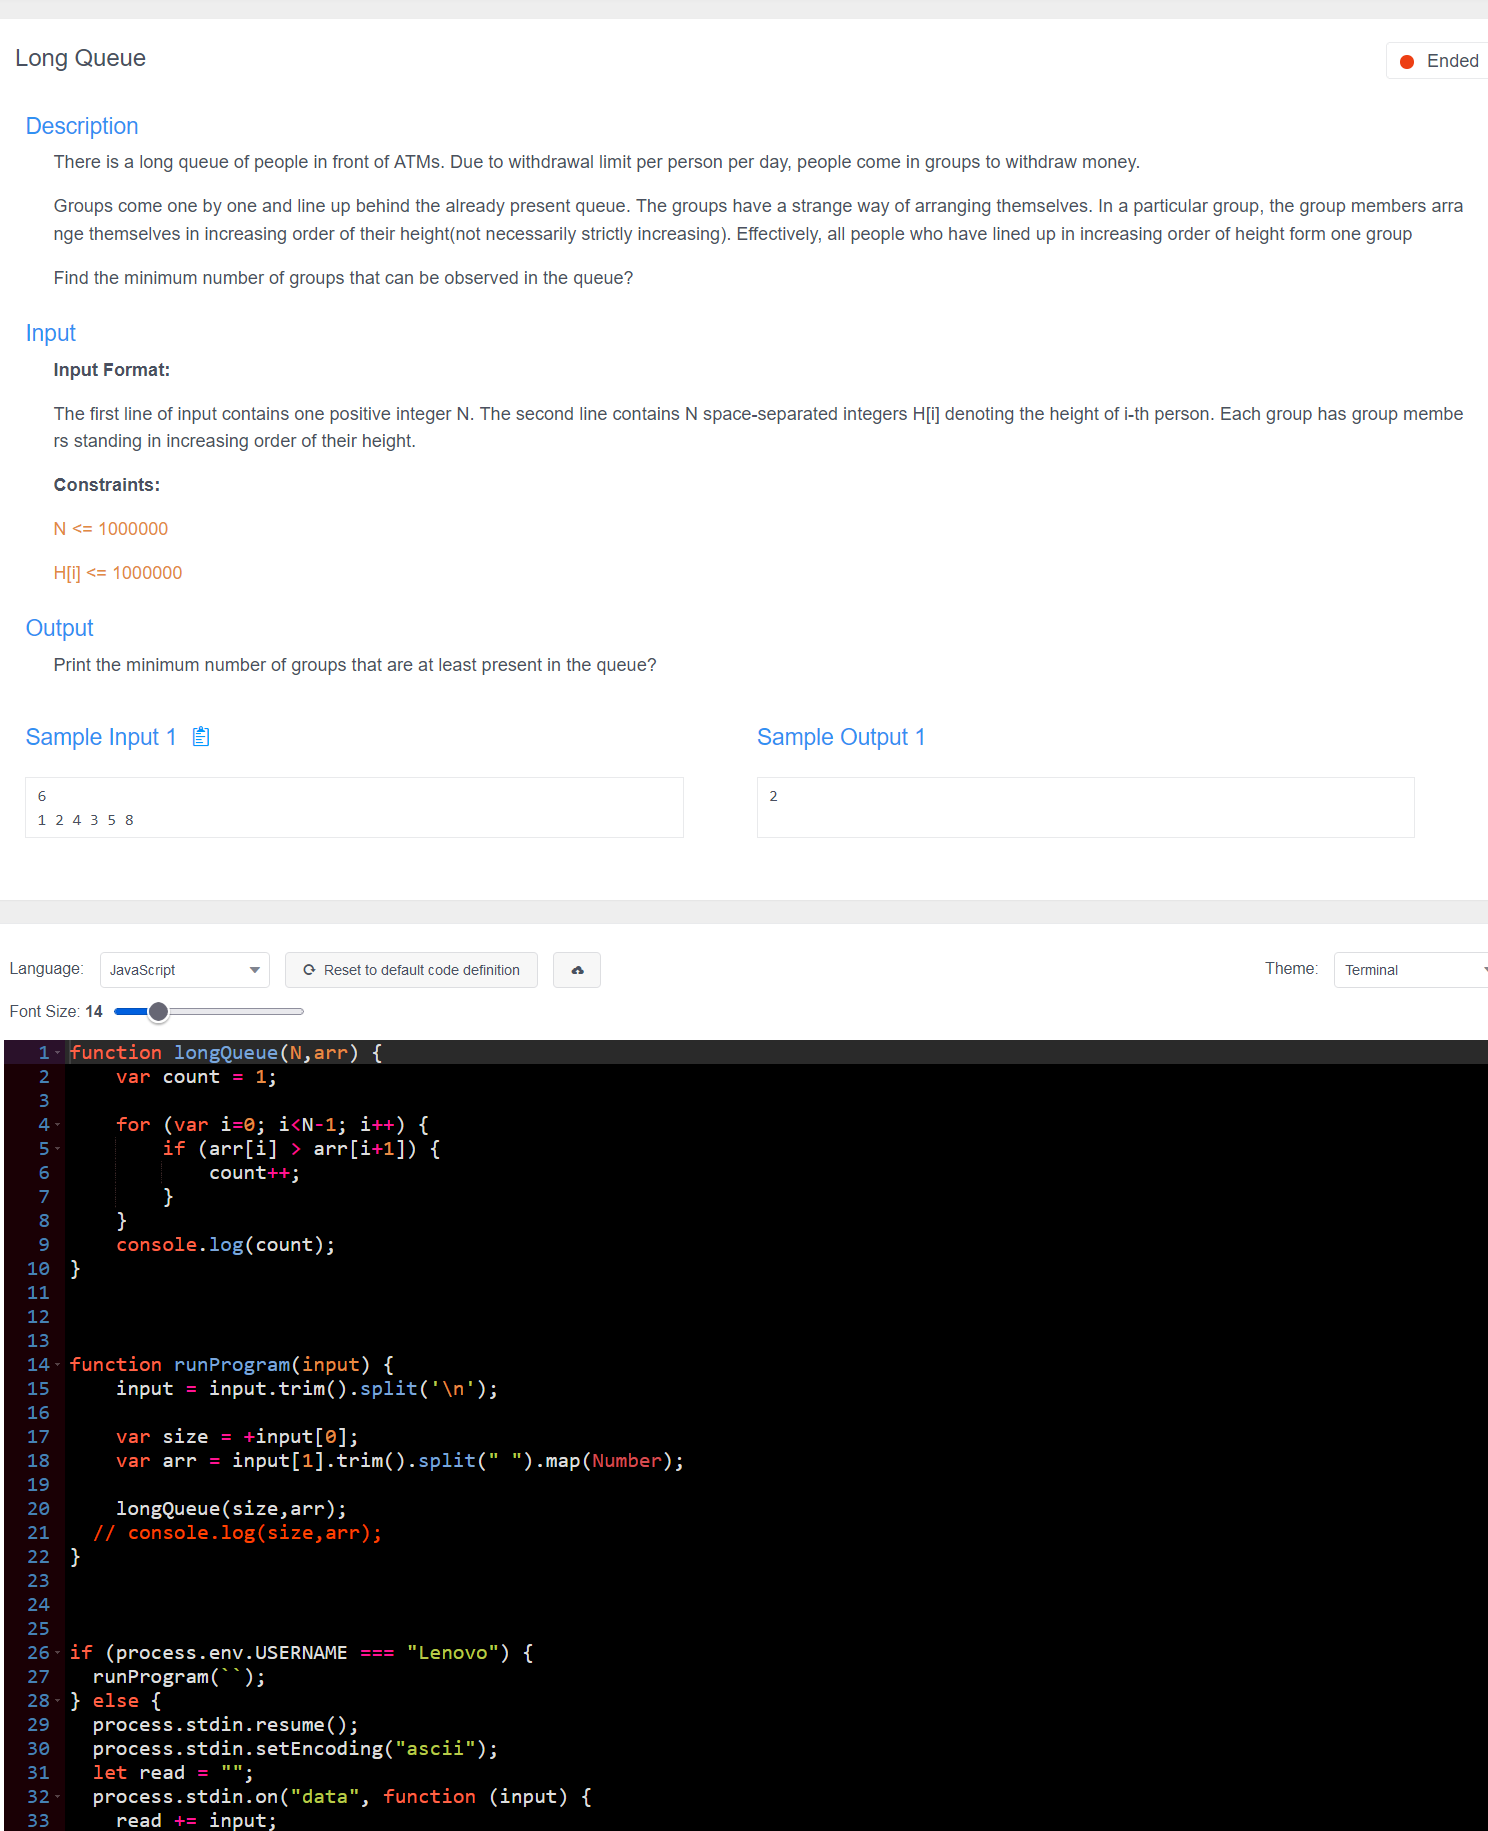 Long Queue
Ended
Description
There is a long queue of people in front of ATMs. Due to withdrawal limit per person per day, people come in groups to withdraw money.
Groups come one by one and line up behind the already present queue. The groups have a strange way of arranging themselves. In a particular group, the group members arra
nge themselves in increasing order of their height(not necessarily strictly increasing). Effectively, all people who have lined up in increasing order of height form one group
Find the minimum number of groups that can be observed in the queue?
Input
Input Format:
The first line of input contains one positive integer N. The second line contains N space-separated integers H[i] denoting the height of i-th person. Each group has group membe
rs standing in increasing order of their height.
Constraints:
N <= 1000000
H[i] <= 1000000
Output
Print the minimum number of groups that are at least present in the queue?
Sample Input 1
6
1 2 4 3 5 8
Sample Output 1
2
Language: JavaScript Reset to default code definition Theme: Terminal
Font Size: 14
1 function longQueue(N,arr) {
2     var count = 1;
3
4     for (var i=0; i<N-1; i++) {
5         if (arr[i] > arr[i+1]) {
6             count++;
7         }
8     }
9     console.log(count);
10 }
11
12
13
14 function runProgram(input) {
15     input = input.trim().split('\n');
16
17     var size = +input[0];
18     var arr = input[1].trim().split(" ").map(Number);
19
20     longQueue(size,arr);
21   // console.log(size,arr);
22 }
23
24
25
26 if (process.env.USERNAME === "Lenovo") {
27   runProgram(``);
28 } else {
29   process.stdin.resume();
30   process.stdin.setEncoding("ascii");
31   let read = "";
32   process.stdin.on("data", function (input) {
33     read += input;